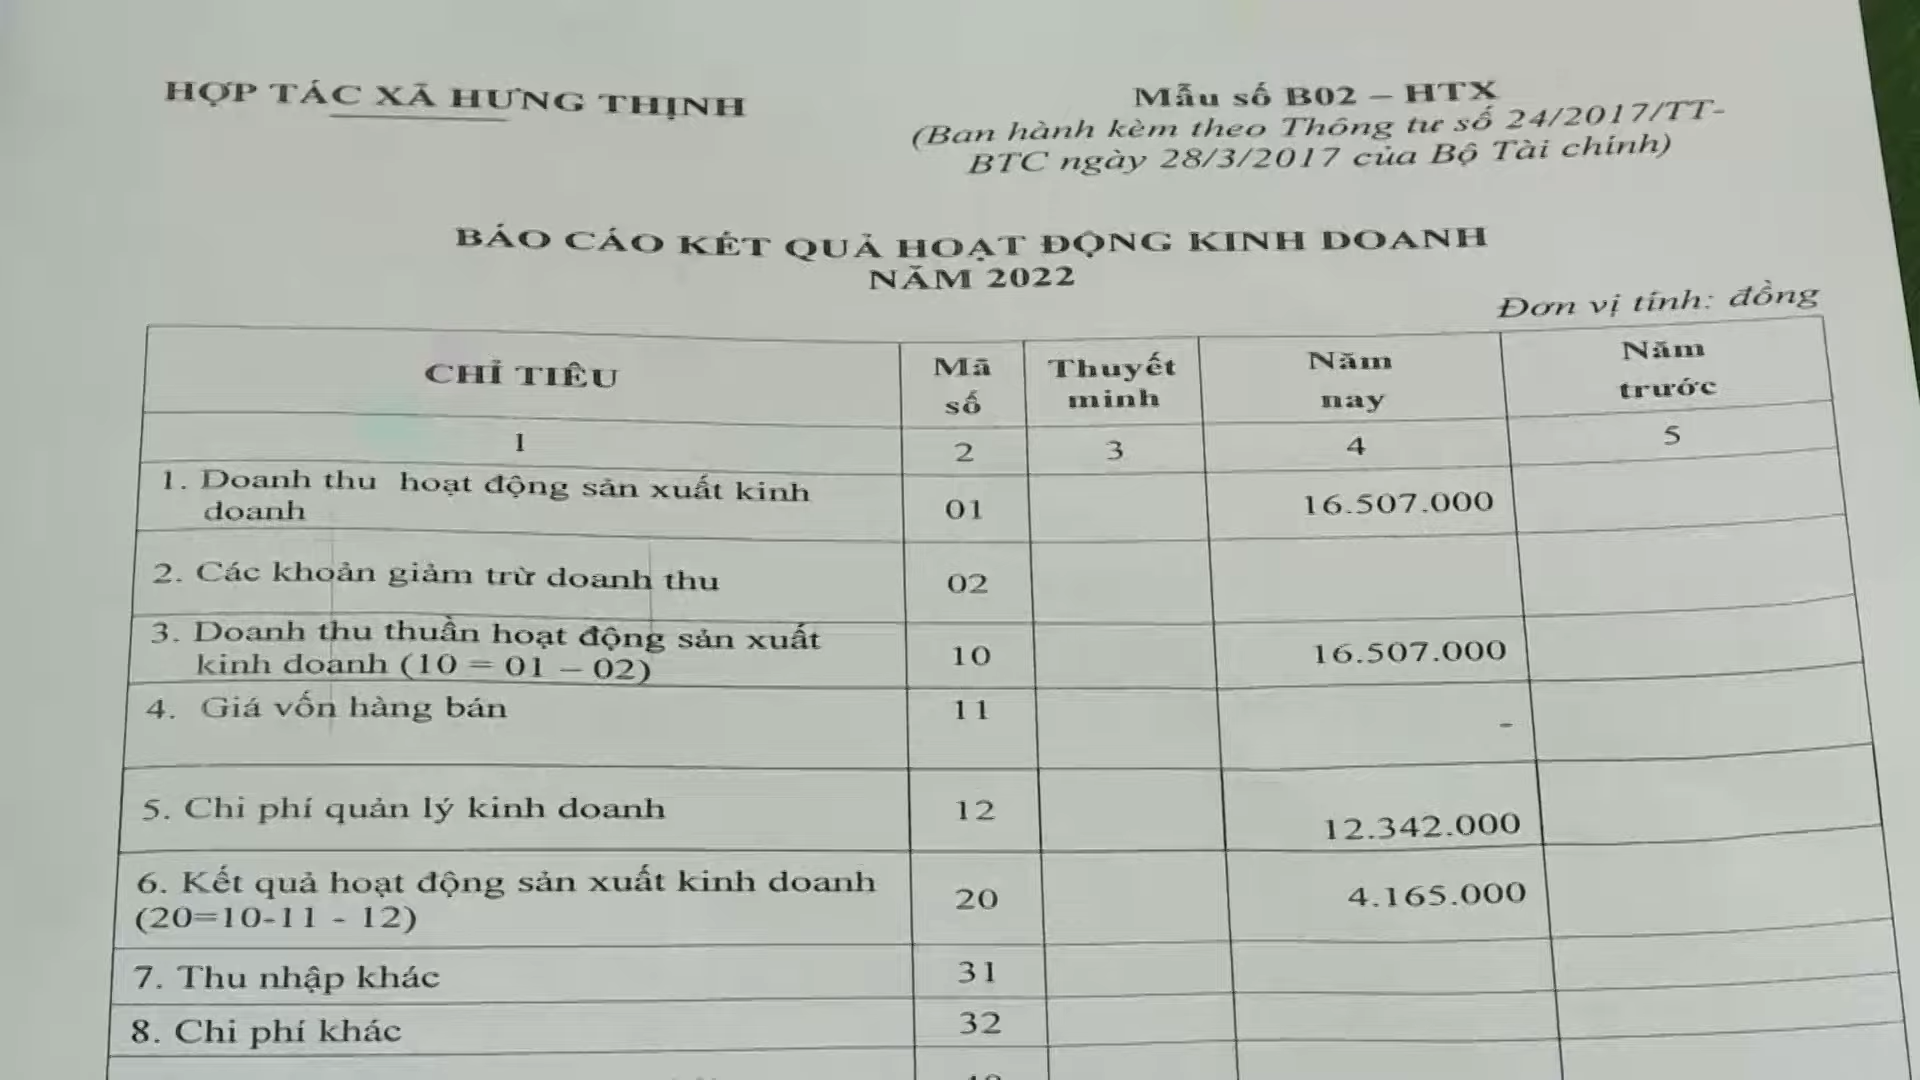 HỢP TÁC XÃ HƯNG THỊNH
Mẫu số B02 – HTX
(Ban hành kèm theo Thông tư số 24/2017/TT-
BTC ngày 28/3/2017 của Bộ Tài chính)
BÁO CÁO KẾT QUẢ HOẠT ĐỘNG KINH DOANH
NĂM 2022
Đơn vị tính: đồng
CHỈ TIÊU
Mã
số
Thuyết
minh
Năm
nay
Năm
trước
1
2
3
4
5
1. Doanh thu hoạt động sản xuất kinh
doanh
01
16.507.000
2. Các khoản giảm trừ doanh thu
02
3. Doanh thu thuần hoạt động sản xuất
kinh doanh (10 = 01 – 02)
10
16.507.000
4. Giá vốn hàng bán
11
-
5. Chi phí quản lý kinh doanh
12
12.342.000
6. Kết quả hoạt động sản xuất kinh doanh
(20=10-11 - 12)
20
4.165.000
7. Thu nhập khác
31
8. Chi phí khác
32